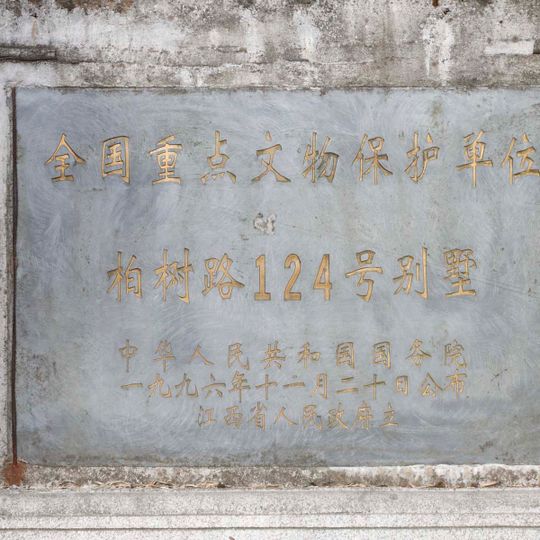 全国重点文物保护单位
柏树路124号别墅
中华人民共和国国务院
一九九六年十一月二十日公布
江西省人民政府立